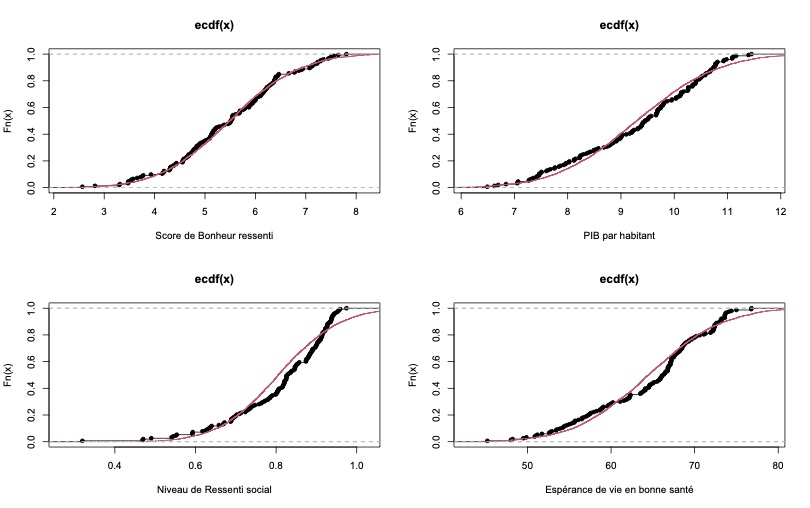 ecdf(x)
Fn(x)
0.0 0.2 0.4 0.6 0.8 1.0
2 3 4 5 6 7 8
Score de Bonheur ressenti
ecdf(x)
Fn(x)
0.0 0.2 0.4 0.6 0.8 1.0
6 7 8 9 10 11 12
PIB par habitant
ecdf(x)
Fn(x)
0.0 0.2 0.4 0.6 0.8 1.0
0.4 0.6 0.8 1.0
Niveau de Ressenti social
ecdf(x)
Fn(x)
0.0 0.2 0.4 0.6 0.8 1.0
50 60 70 80
Espérance de vie en bonne santé